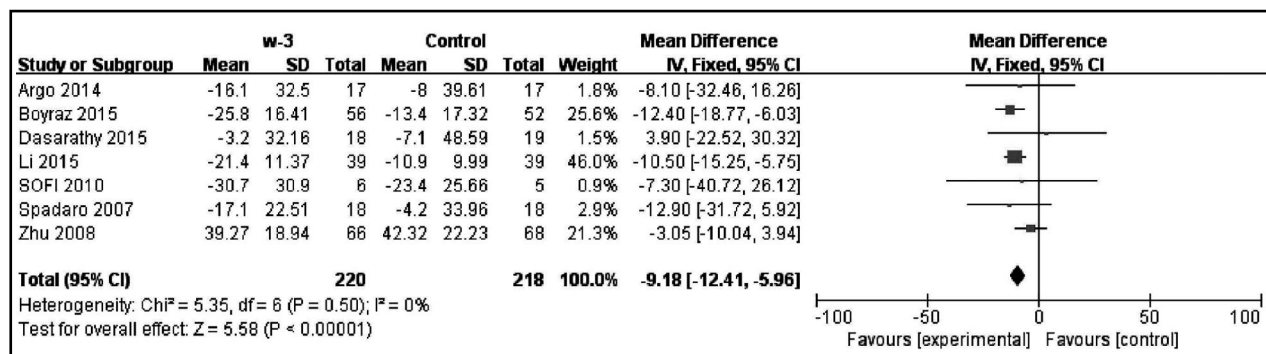 w-3 Control Mean Difference Mean Difference
Study or Subgroup Mean SD Total Mean SD Total Weight IV, Fixed, 95% CI IV, Fixed, 95% CI
Argo 2014 -16.1 32.5 17 -8 39.61 17 1.8% -8.10 [-32.46, 16.26]
Boyraz 2015 -25.8 16.41 56 -13.4 17.32 52 25.6% -12.40 [-18.77, -6.03]
Dasarathy 2015 -3.2 32.16 18 -7.1 48.59 19 1.5% 3.90 [-22.52, 30.32]
Li 2015 -21.4 11.37 39 -10.9 9.99 39 46.0% -10.50 [-15.25, -5.75]
SOFI 2010 -30.7 30.9 6 -23.4 25.66 5 0.9% -7.30 [-40.72, 26.12]
Spadaro 2007 -17.1 22.51 18 -4.2 33.96 18 2.9% -12.90 [-31.72, 5.92]
Zhu 2008 39.27 18.94 66 42.32 22.23 68 21.3% -3.05 [-10.04, 3.94]
Total (95% CI) 220 218 100.0% -9.18 [-12.41, -5.96]
Heterogeneity: Chi² = 5.35, df = 6 (P = 0.50); I² = 0%
Test for overall effect: Z = 5.58 (P < 0.00001)
-100 -50 0 50 100
Favours [experimental] Favours [control]